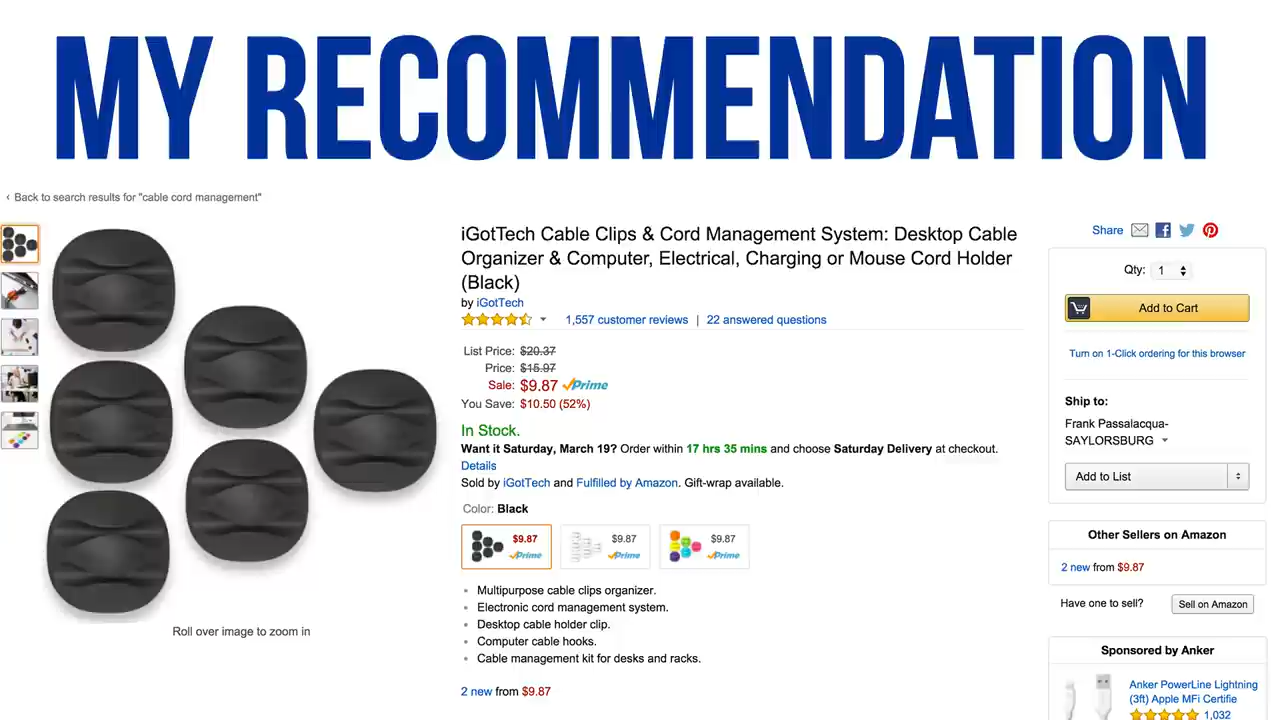 MY RECOMMENDATION
‹ Back to search results for "cable cord management"
Roll over image to zoom in
iGotTech Cable Clips & Cord Management System: Desktop Cable
Organizer & Computer, Electrical, Charging or Mouse Cord Holder
(Black)
by iGotTech
1,557 customer reviews | 22 answered questions
List Price: $20.37
Price: $15.97
Sale: $9.87 Prime
You Save: $10.50 (52%)
In Stock.
Want it Saturday, March 19? Order within 17 hrs 35 mins and choose Saturday Delivery at checkout.
Details
Sold by iGotTech and Fulfilled by Amazon. Gift-wrap available.
Color: Black
$9.87 Prime
$9.87 Prime
$9.87 Prime
• Multipurpose cable clips organizer.
• Electronic cord management system.
• Desktop cable holder clip.
• Computer cable hooks.
• Cable management kit for desks and racks.
2 new from $9.87
Share
Qty: 1
Add to Cart
Turn on 1-Click ordering for this browser
Ship to:
Frank Passalacqua-
SAYLORSBURG
Add to List
Other Sellers on Amazon
2 new from $9.87
Have one to sell? Sell on Amazon
Sponsored by Anker
Anker PowerLine Lightning
(3ft) Apple MFi Certifie
1,032